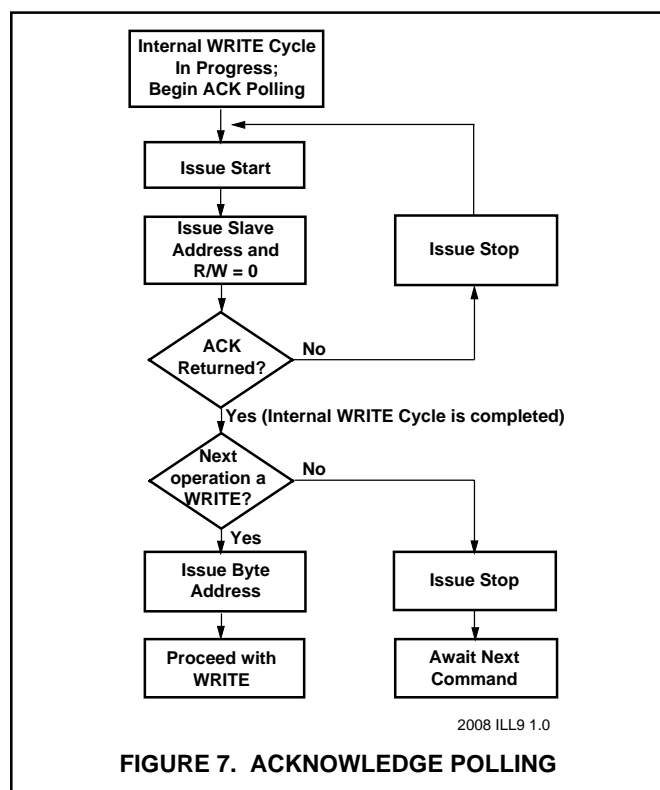 Internal WRITE Cycle
In Progress;
Begin ACK Polling
Issue Start
Issue Slave
Address and
R/W = 0
Issue Stop
ACK
Returned?
No
Yes (Internal WRITE Cycle is completed)
Next
operation a
WRITE?
No
Yes
Issue Byte
Address
Issue Stop
Proceed with
WRITE
Await Next
Command
2008 ILL9 1.0
FIGURE 7. ACKNOWLEDGE POLLING